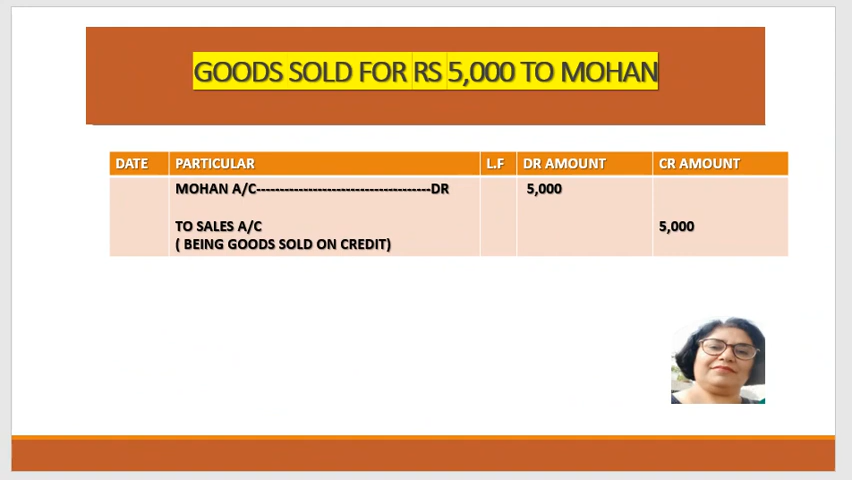 GOODS SOLD FOR RS 5,000 TO MOHAN
DATE PARTICULAR L.F DR AMOUNT CR AMOUNT
MOHAN A/C-------------------------------------DR 5,000
TO SALES A/C 5,000
( BEING GOODS SOLD ON CREDIT)